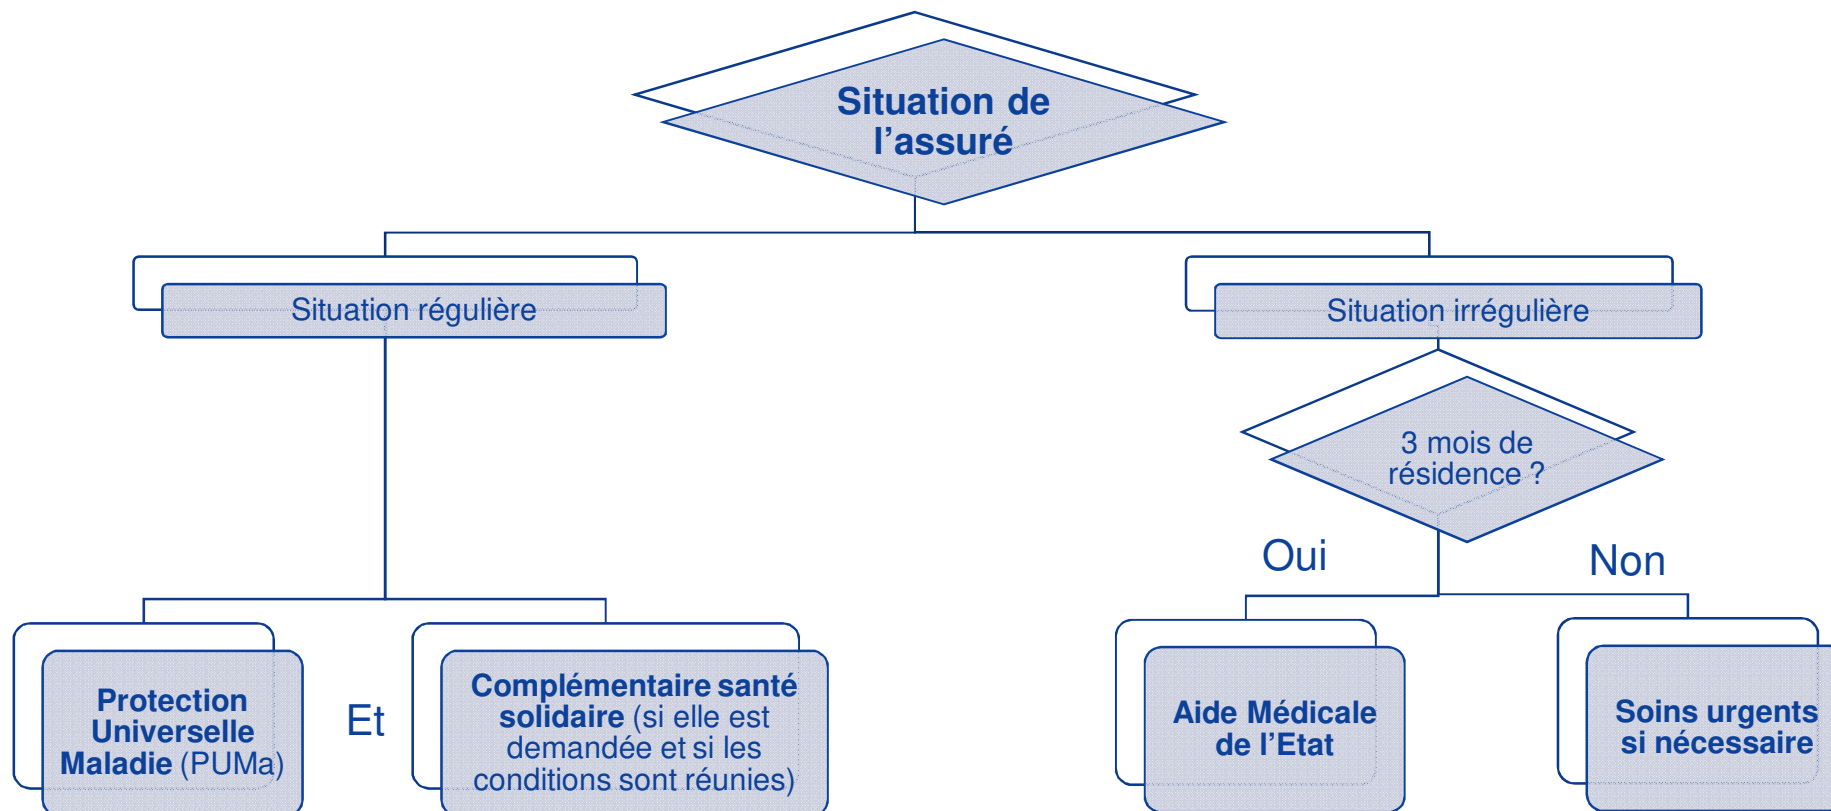 Situation de
l’assuré
Situation régulière
Situation irrégulière
3 mois de
résidence ?
Oui
Non
Protection
Universelle
Maladie (PUMa)
Et
Complémentaire santé
solidaire (si elle est
demandée et si les
conditions sont réunies)
Aide Médicale
de l’Etat
Soins urgents
si nécessaire